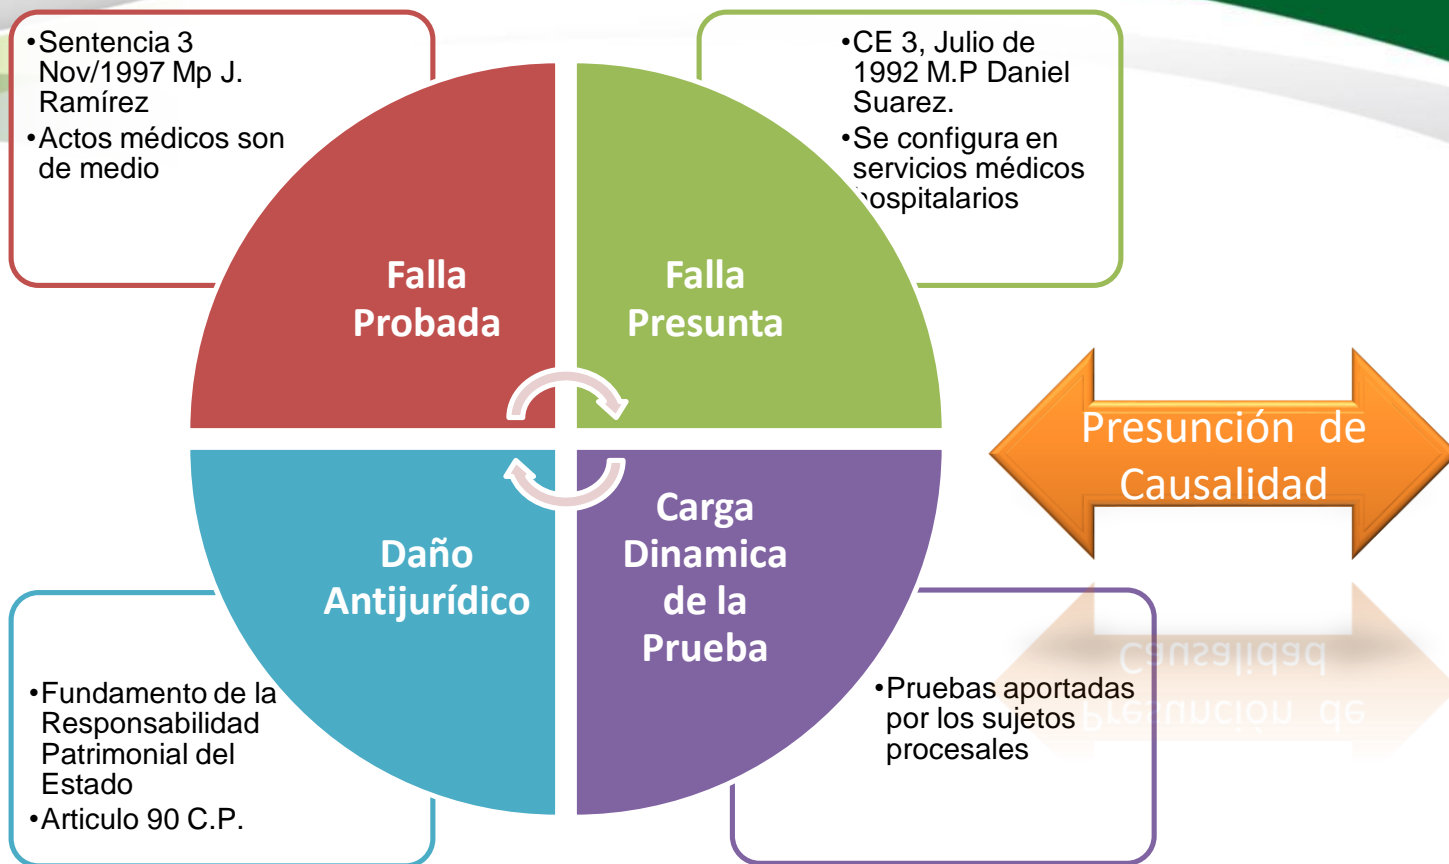 •Sentencia 3
Nov/1997 Mp J.
Ramírez
•Actos médicos son
de medio
•CE 3, Julio de
1992 M.P Daniel
Suarez.
•Se configura en
servicios médicos
hospitalarios
Falla
Probada
Falla
Presunta
Presunción de
Causalidad
Daño
Antijurídico
Carga
Dinamica
de la
Prueba
•Fundamento de la
Responsabilidad
Patrimonial del
Estado
•Articulo 90 C.P.
•Pruebas aportadas
por los sujetos
procesales